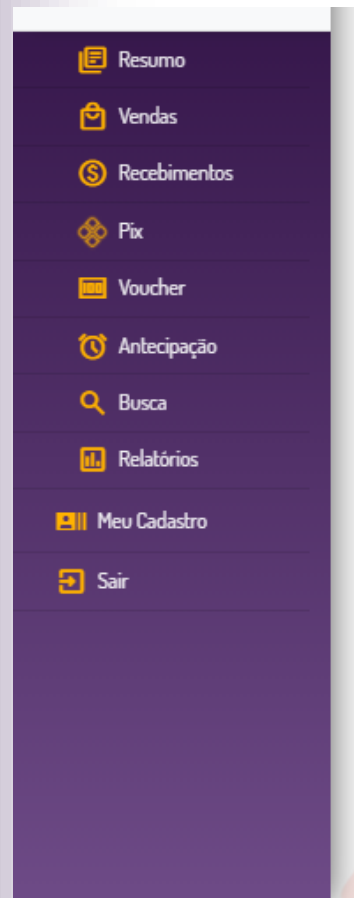 Resumo
Vendas
Recebimentos
Pix
Voucher
Antecipação
Busca
Relatórios
Meu Cadastro
Sair